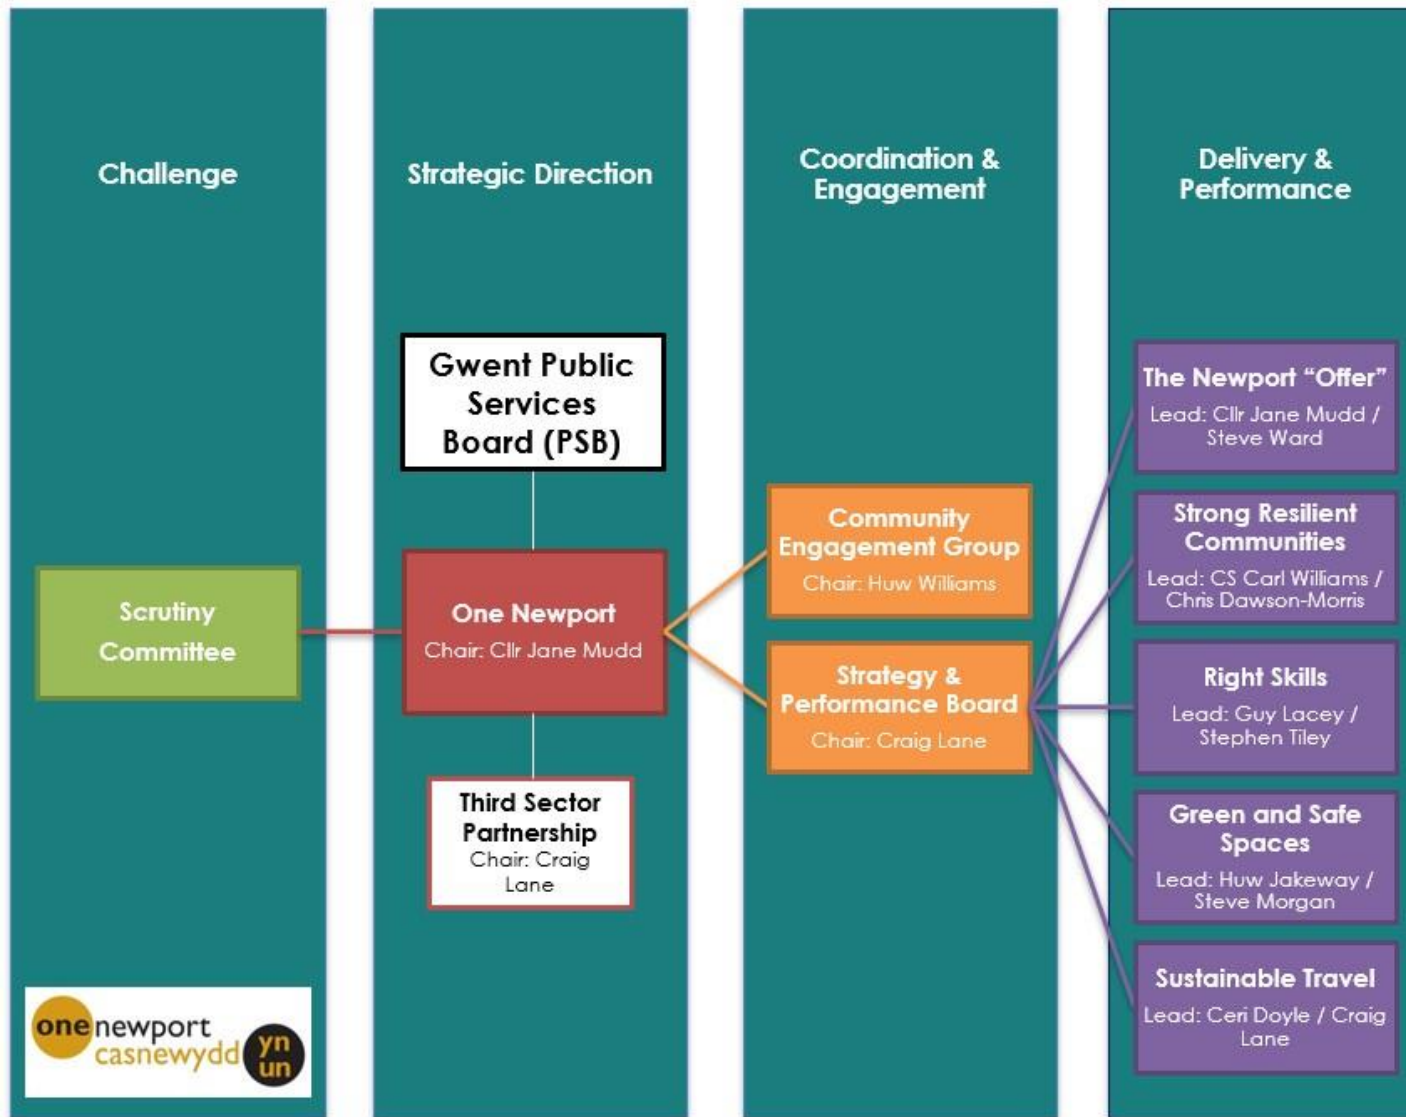 Challenge
Scrutiny
Committee
onenewport
casnewydd
yn
un
Strategic Direction
Gwent Public
Services
Board (PSB)
One Newport
Chair: Cllr Jane Mudd
Third Sector
Partnership
Chair: Craig
Lane
Coordination &
Engagement
Community
Engagement Group
Chair: Huw Williams
Strategy &
Performance Board
Chair: Craig Lane
Delivery &
Performance
The Newport “Offer”
Lead: Cllr Jane Mudd /
Steve Ward
Strong Resilient
Communities
Lead: CS Carl Williams /
Chris Dawson-Morris
Right Skills
Lead: Guy Lacey /
Stephen Tiley
Green and Safe
Spaces
Lead: Huw Jakeway /
Steve Morgan
Sustainable Travel
Lead: Ceri Doyle / Craig
Lane